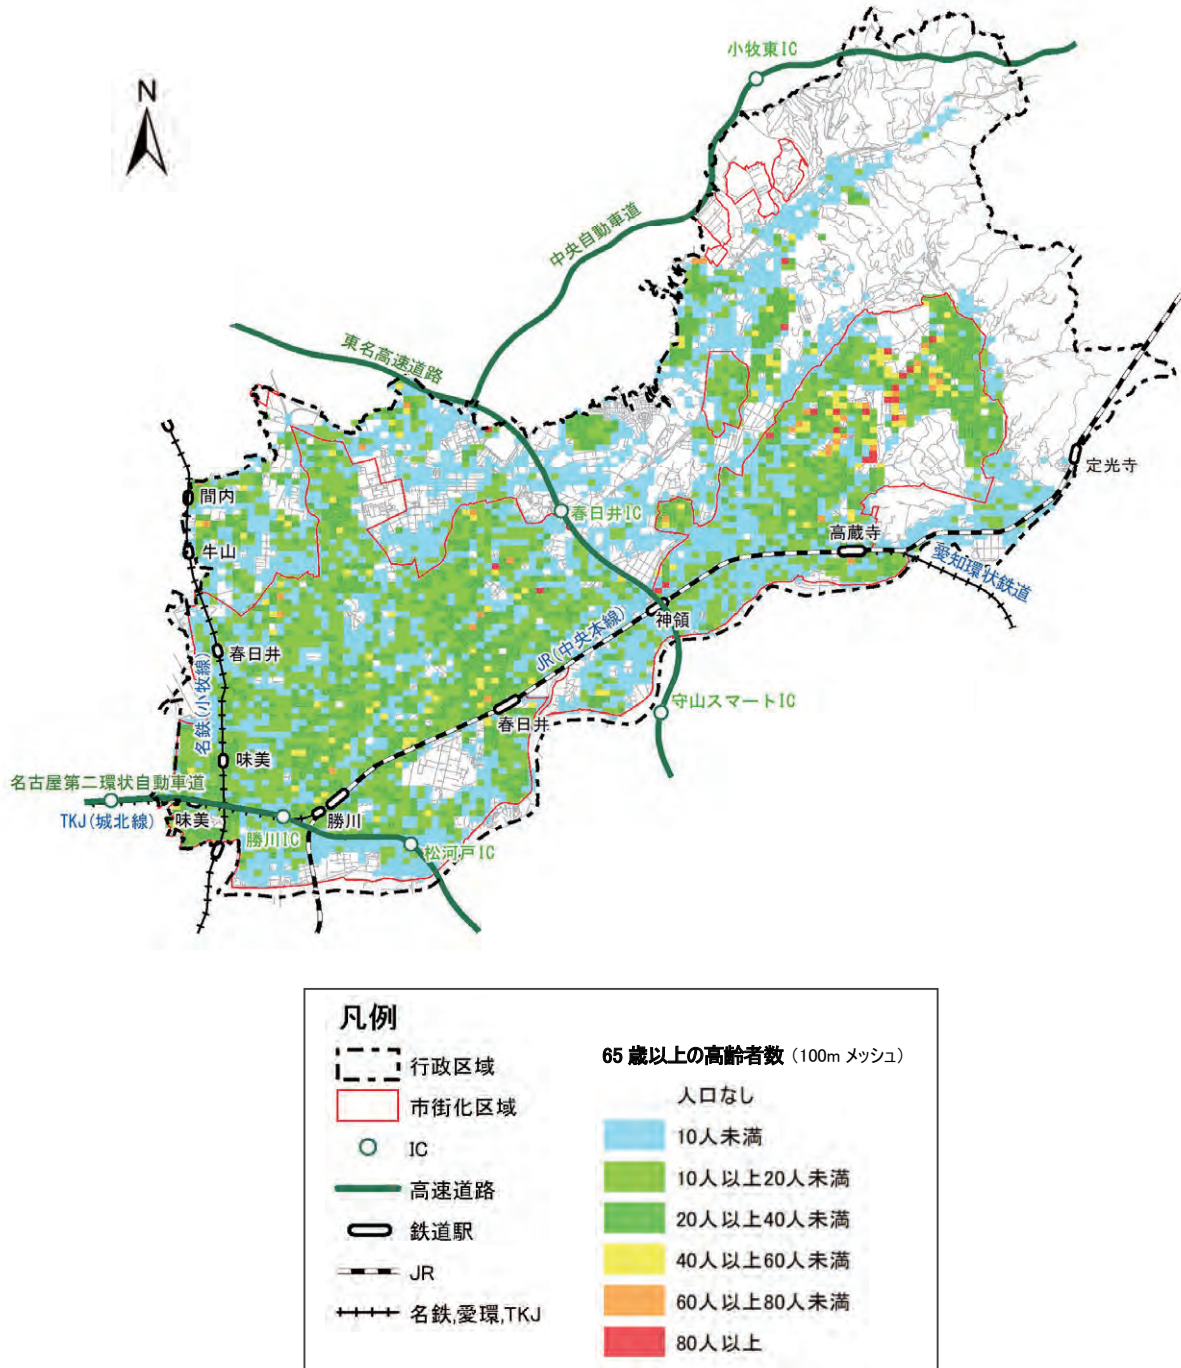 小牧東IC
N
中央自動車道
東名高速道路
定光寺
間内
春日井IC
高蔵寺
牛山
愛知環状鉄道
神領
JR(中央本線)
春日井
名鉄(小牧線)
守山スマートIC
春日井
味美
名古屋第二環状自動車道
味美
勝川
TKJ(城北線)
勝川IC
松河戸IC
凡例
行政区域
市街化区域
IC
高速道路
鉄道駅
JR
名鉄,愛環,TKJ
65 歳以上の高齢者数 (100m メッシュ)
人口なし
10人未満
10人以上20人未満
20人以上40人未満
40人以上60人未満
60人以上80人未満
80人以上